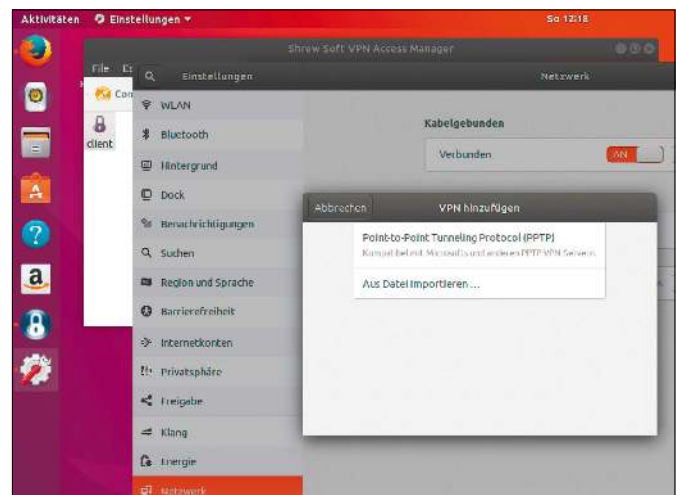 Aktivitäten
Einstellungen
So 12:18
Shrew Soft VPN Access Manager
File
Con
client
Einstellungen
Netzwerk
WLAN
Bluetooth
Hintergrund
Dock
Benachrichtigungen
Suchen
Region und Sprache
Barrierefreiheit
Internetkonten
Privatsphäre
Freigabe
Klang
Energie
Netzwerk
Kabelgebunden
Verbunden
AN
Abbrechen
VPN hinzufügen
Point-to-Point Tunneling Protocol (PPTP)
Kompatibel mit Microsofts und anderen PPTP VPN Servern.
Aus Datei importieren ...